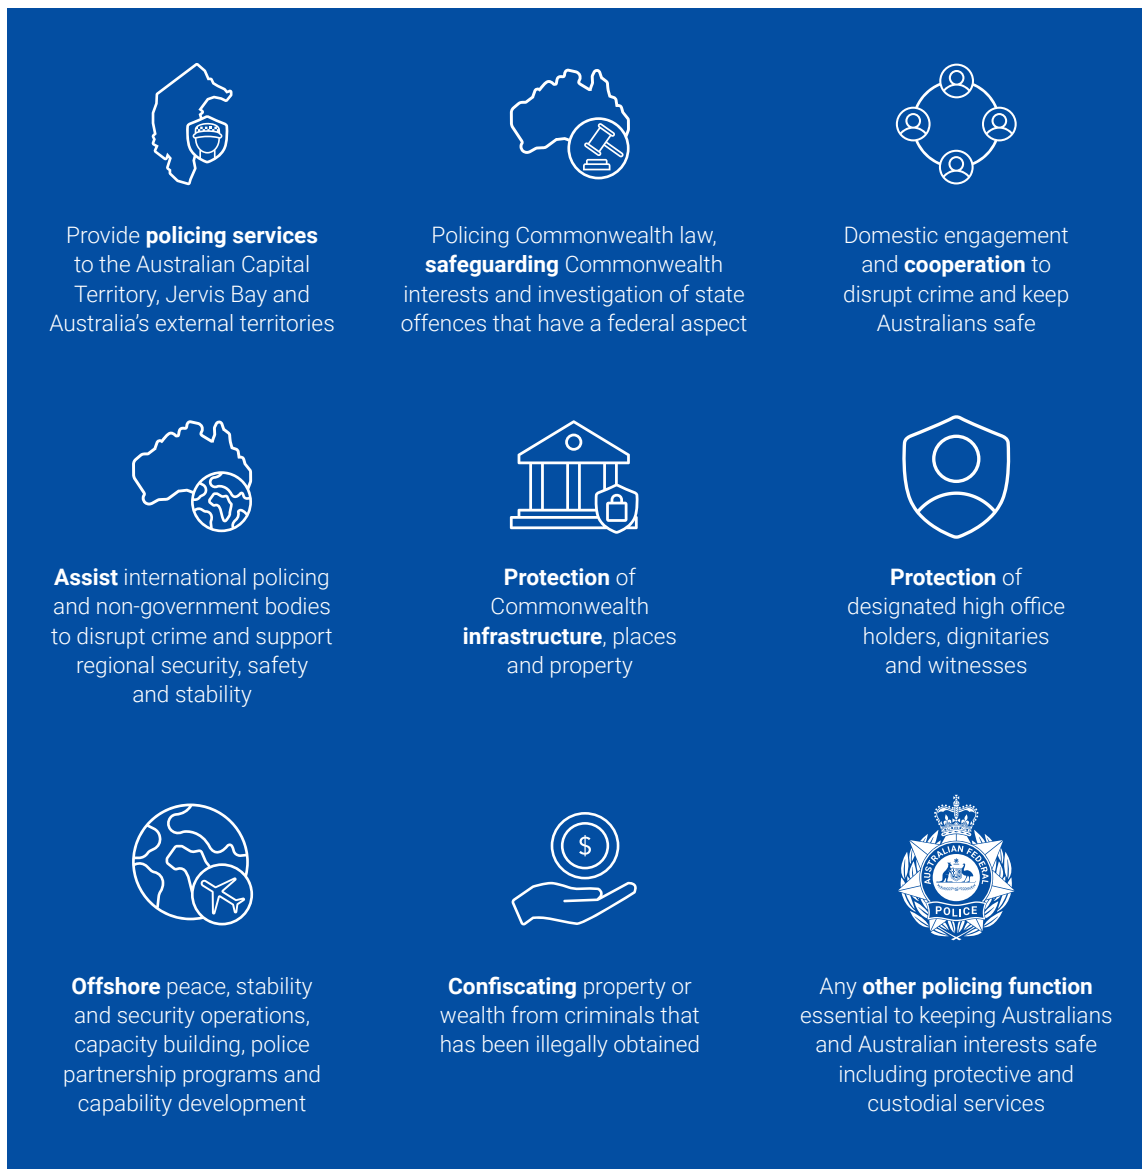 Provide policing services
to the Australian Capital
Territory, Jervis Bay and
Australia’s external territories
Policing Commonwealth law,
safeguarding Commonwealth
interests and investigation of state
offences that have a federal aspect
Domestic engagement
and cooperation to
disrupt crime and keep
Australians safe
Assist international policing
and non-government bodies
to disrupt crime and support
regional security, safety
and stability
Protection of
Commonwealth
infrastructure, places
and property
Protection of
designated high office
holders, dignitaries
and witnesses
$
AUSTRALIAN FEDERAL
POLICE
Offshore peace, stability
and security operations,
capacity building, police
partnership programs and
capability development
Confiscating property or
wealth from criminals that
has been illegally obtained
Any other policing function
essential to keeping Australians
and Australian interests safe
including protective and
custodial services